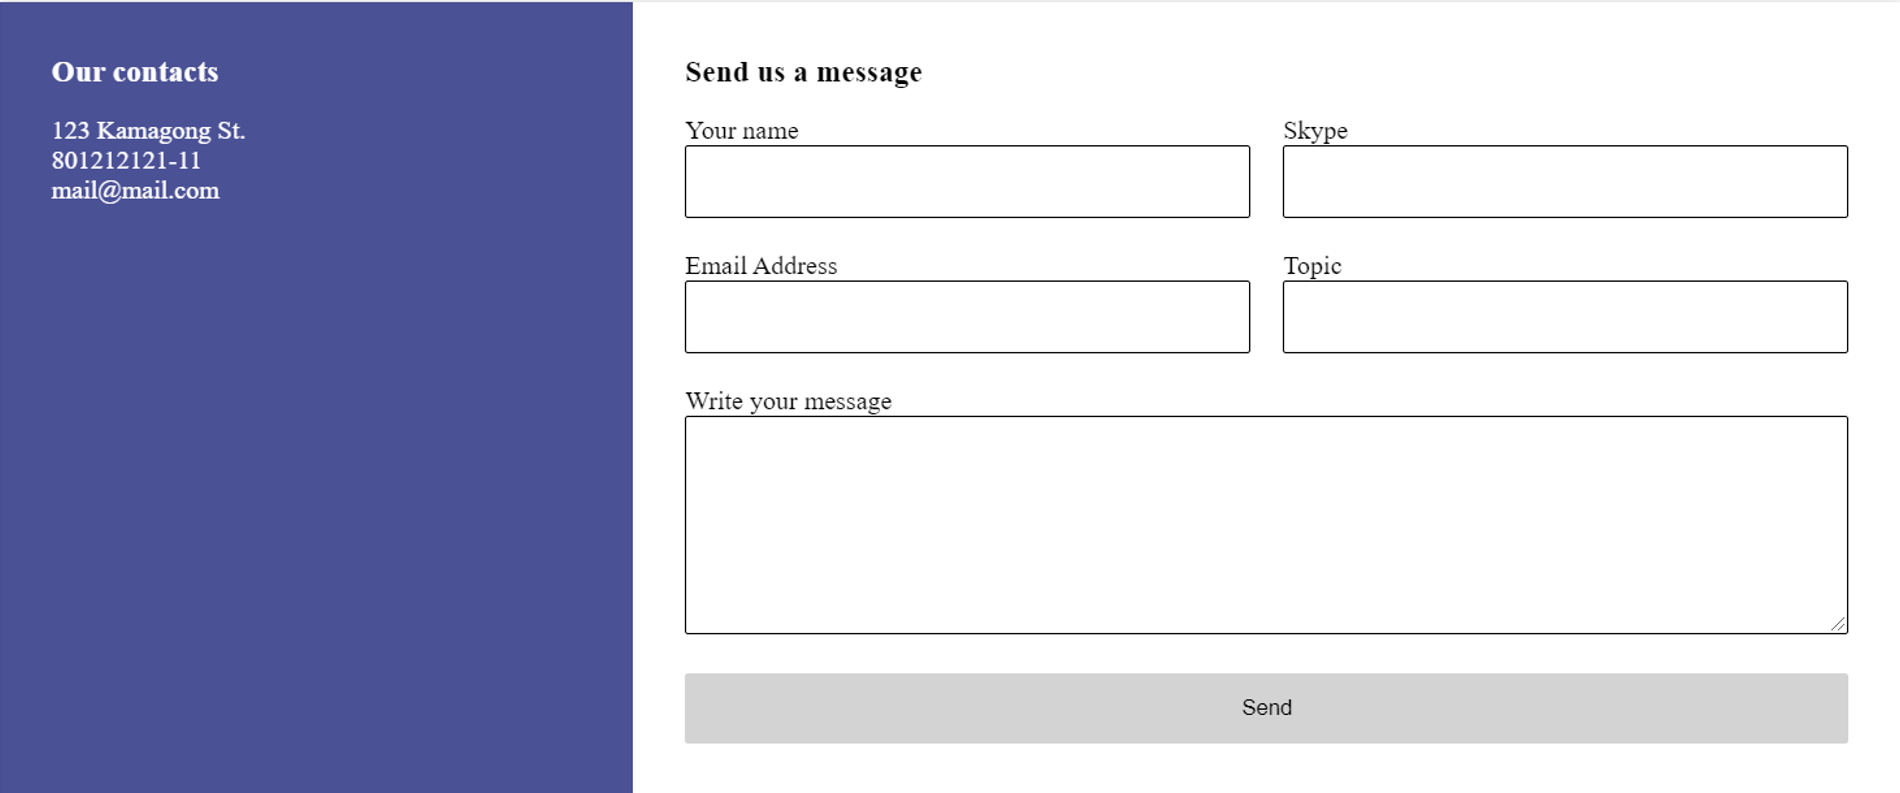 Our contacts
123 Kamagong St.
801212121-11
mail@mail.com
Send us a message
Your name
Skype
Email Address
Topic
Write your message
Send